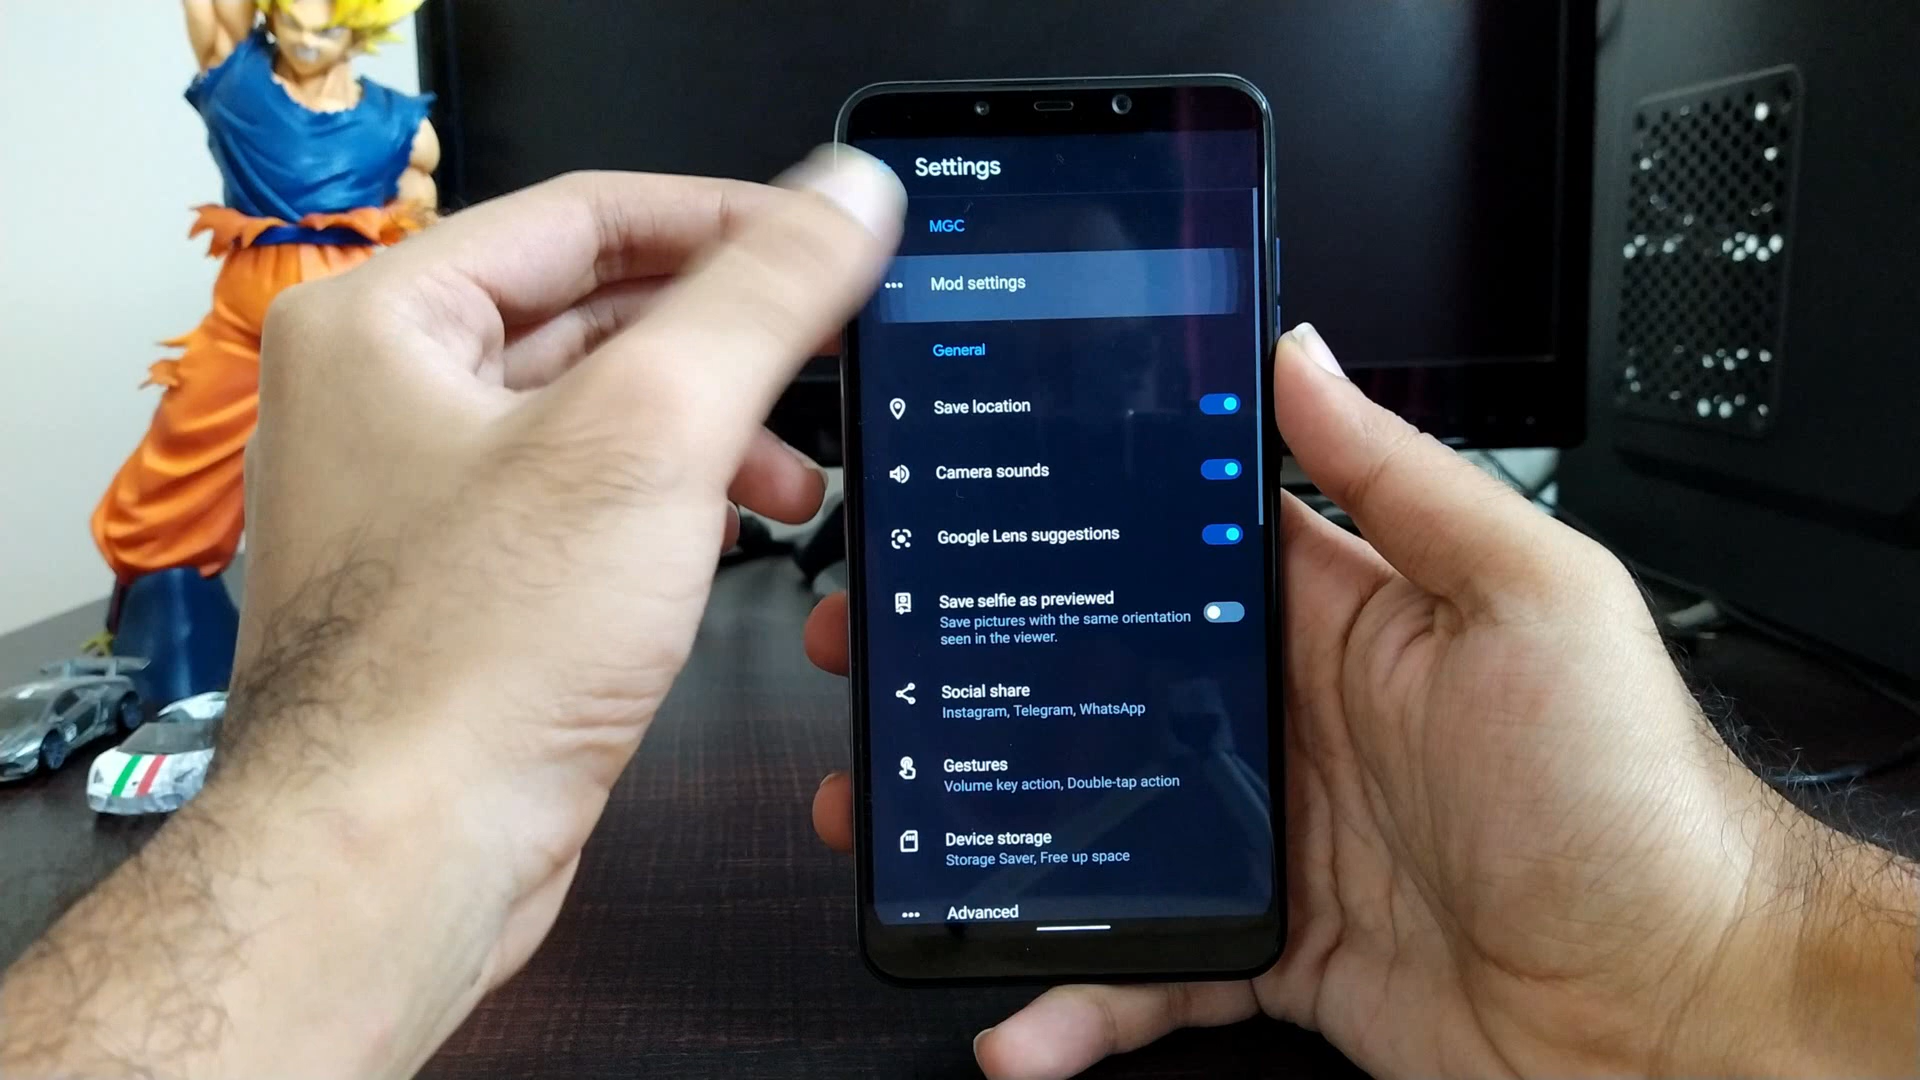 Settings
MGC
Mod settings
General
Save location
Camera sounds
Google Lens suggestions
Save selfie as previewed
Save pictures with the same orientation
seen in the viewer.
Social share
Instagram, Telegram, WhatsApp
Gestures
Volume key action, Double-tap action
Device storage
Storage Saver, Free up space
Advanced